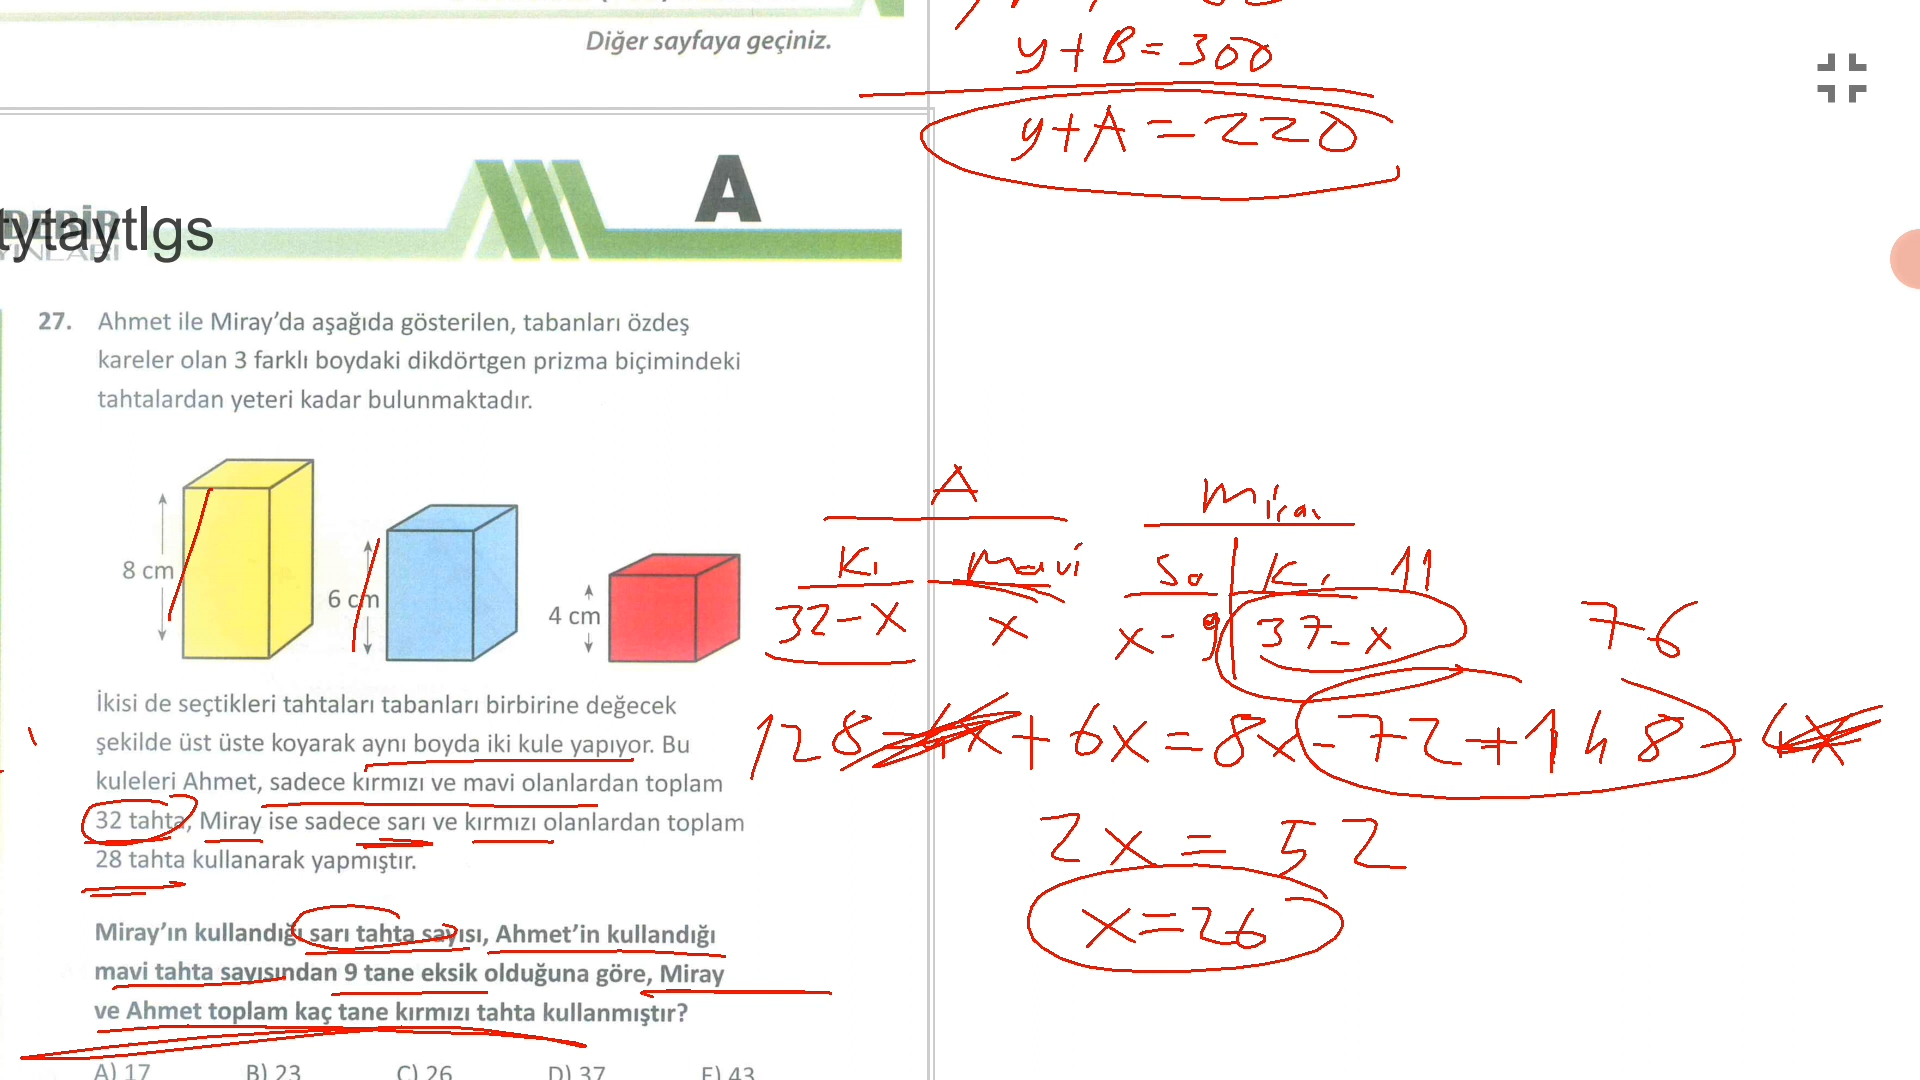 Diğer sayfaya geçiniz.
y+B=300
y+A=220
A
tytaytlgs
27. Ahmet ile Miray'da aşağıda gösterilen, tabanları özdeş
kareler olan 3 farklı boydaki dikdörtgen prizma biçimindeki
tahtalardan yeteri kadar bulunmaktadır.
8 cm
6 cm
4 cm
A
Miray
Kı Mavi Sa Kı 11
32-x x x-9 37-x 76
İkisi de seçtikleri tahtaları tabanları birbirine değecek
şekilde üst üste koyarak aynı boyda iki kule yapıyor. Bu
kuleleri Ahmet, sadece kırmızı ve mavi olanlardan toplam
32 tahta, Miray ise sadece sarı ve kırmızı olanlardan toplam
28 tahta kullanarak yapmıştır.
128-4x+6x=8x-72+148-4x
2x=52
x=26
Miray'ın kullandığı sarı tahta sayısı, Ahmet'in kullandığı
mavi tahta sayısından 9 tane eksik olduğuna göre, Miray
ve Ahmet toplam kaç tane kırmızı tahta kullanmıştır?
A) 17 B) 23 C) 26 D) 37 E) 43